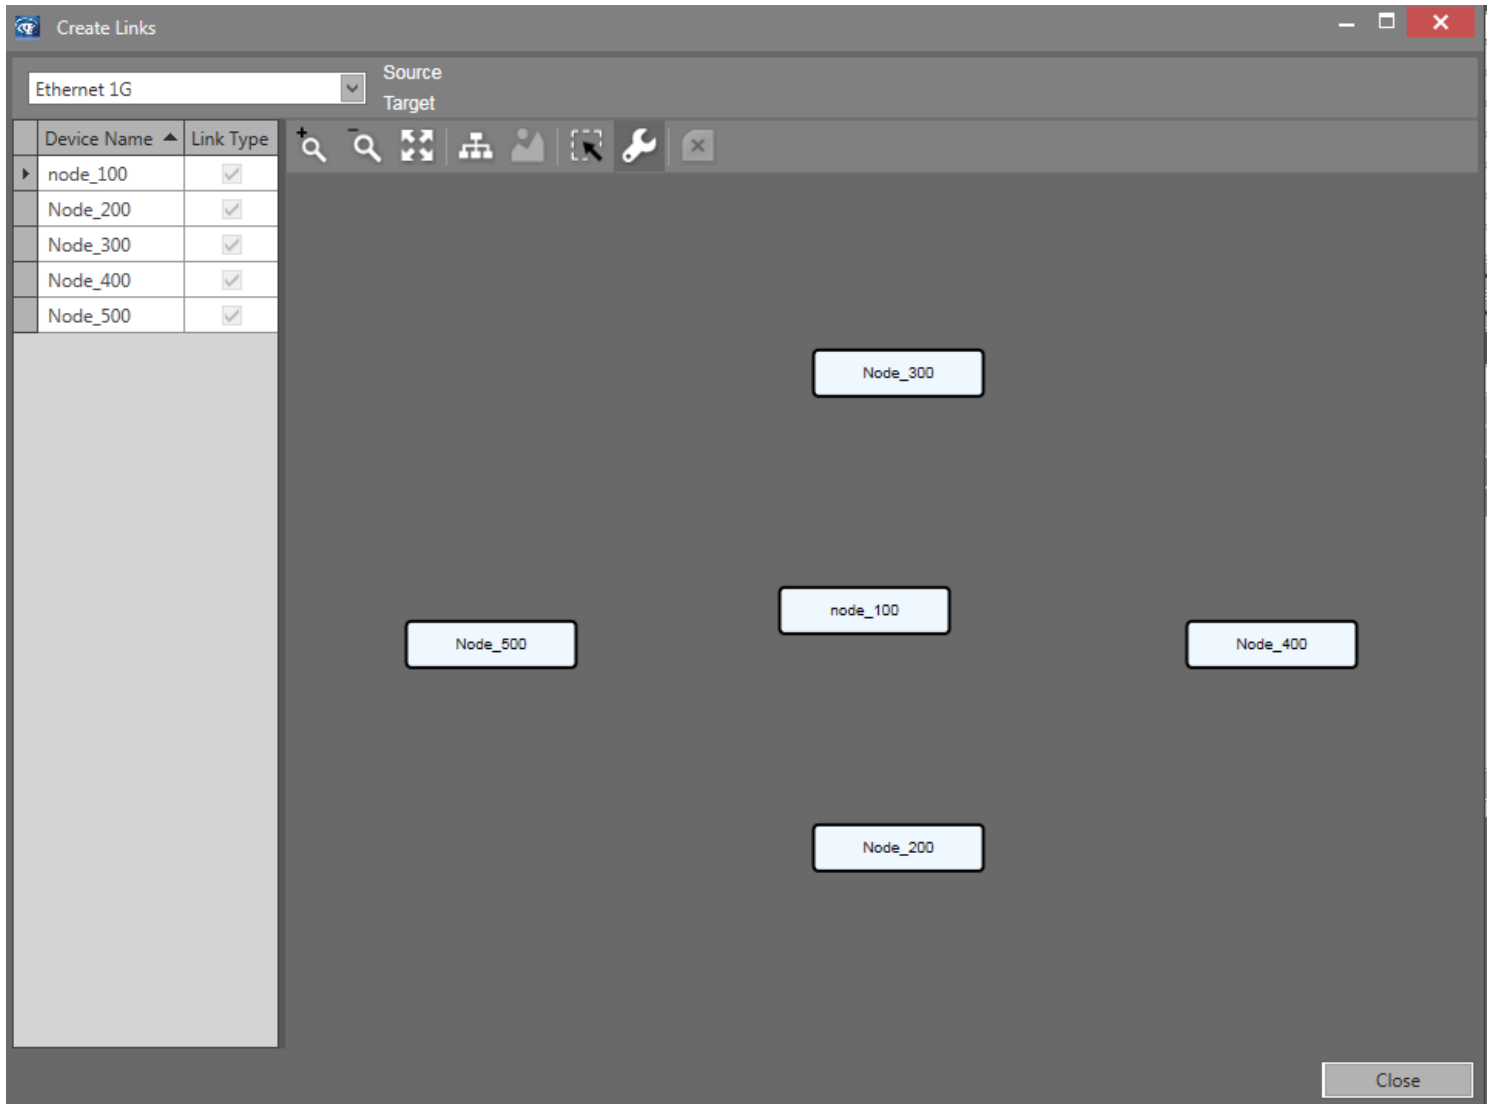 Create Links
Ethernet 1G
Source
Target
Device Name Link Type
node_100
Node_200
Node_300
Node_400
Node_500
Node_300
node_100
Node_500
Node_400
Node_200
Close